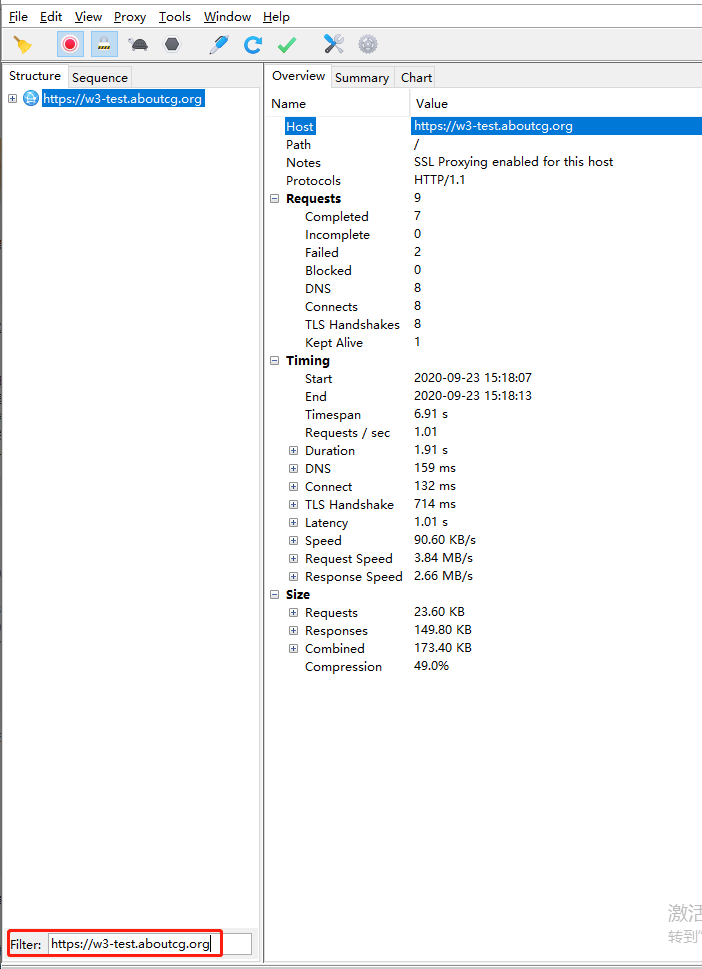 File Edit View Proxy Tools Window Help
Structure Sequence
https://w3-test.aboutcg.org
Filter: https://w3-test.aboutcg.org
Overview Summary Chart
Name Value
Host https://w3-test.aboutcg.org
Path /
Notes SSL Proxying enabled for this host
Protocols HTTP/1.1
Requests 9
Completed 7
Incomplete 0
Failed 2
Blocked 0
DNS 8
Connects 8
TLS Handshakes 8
Kept Alive 1
Timing
Start 2020-09-23 15:18:07
End 2020-09-23 15:18:13
Timespan 6.91 s
Requests / sec 1.01
Duration 1.91 s
DNS 159 ms
Connect 132 ms
TLS Handshake 714 ms
Latency 1.01 s
Speed 90.60 KB/s
Request Speed 3.84 MB/s
Response Speed 2.66 MB/s
Size
Requests 23.60 KB
Responses 149.80 KB
Combined 173.40 KB
Compression 49.0%
激活
转到"